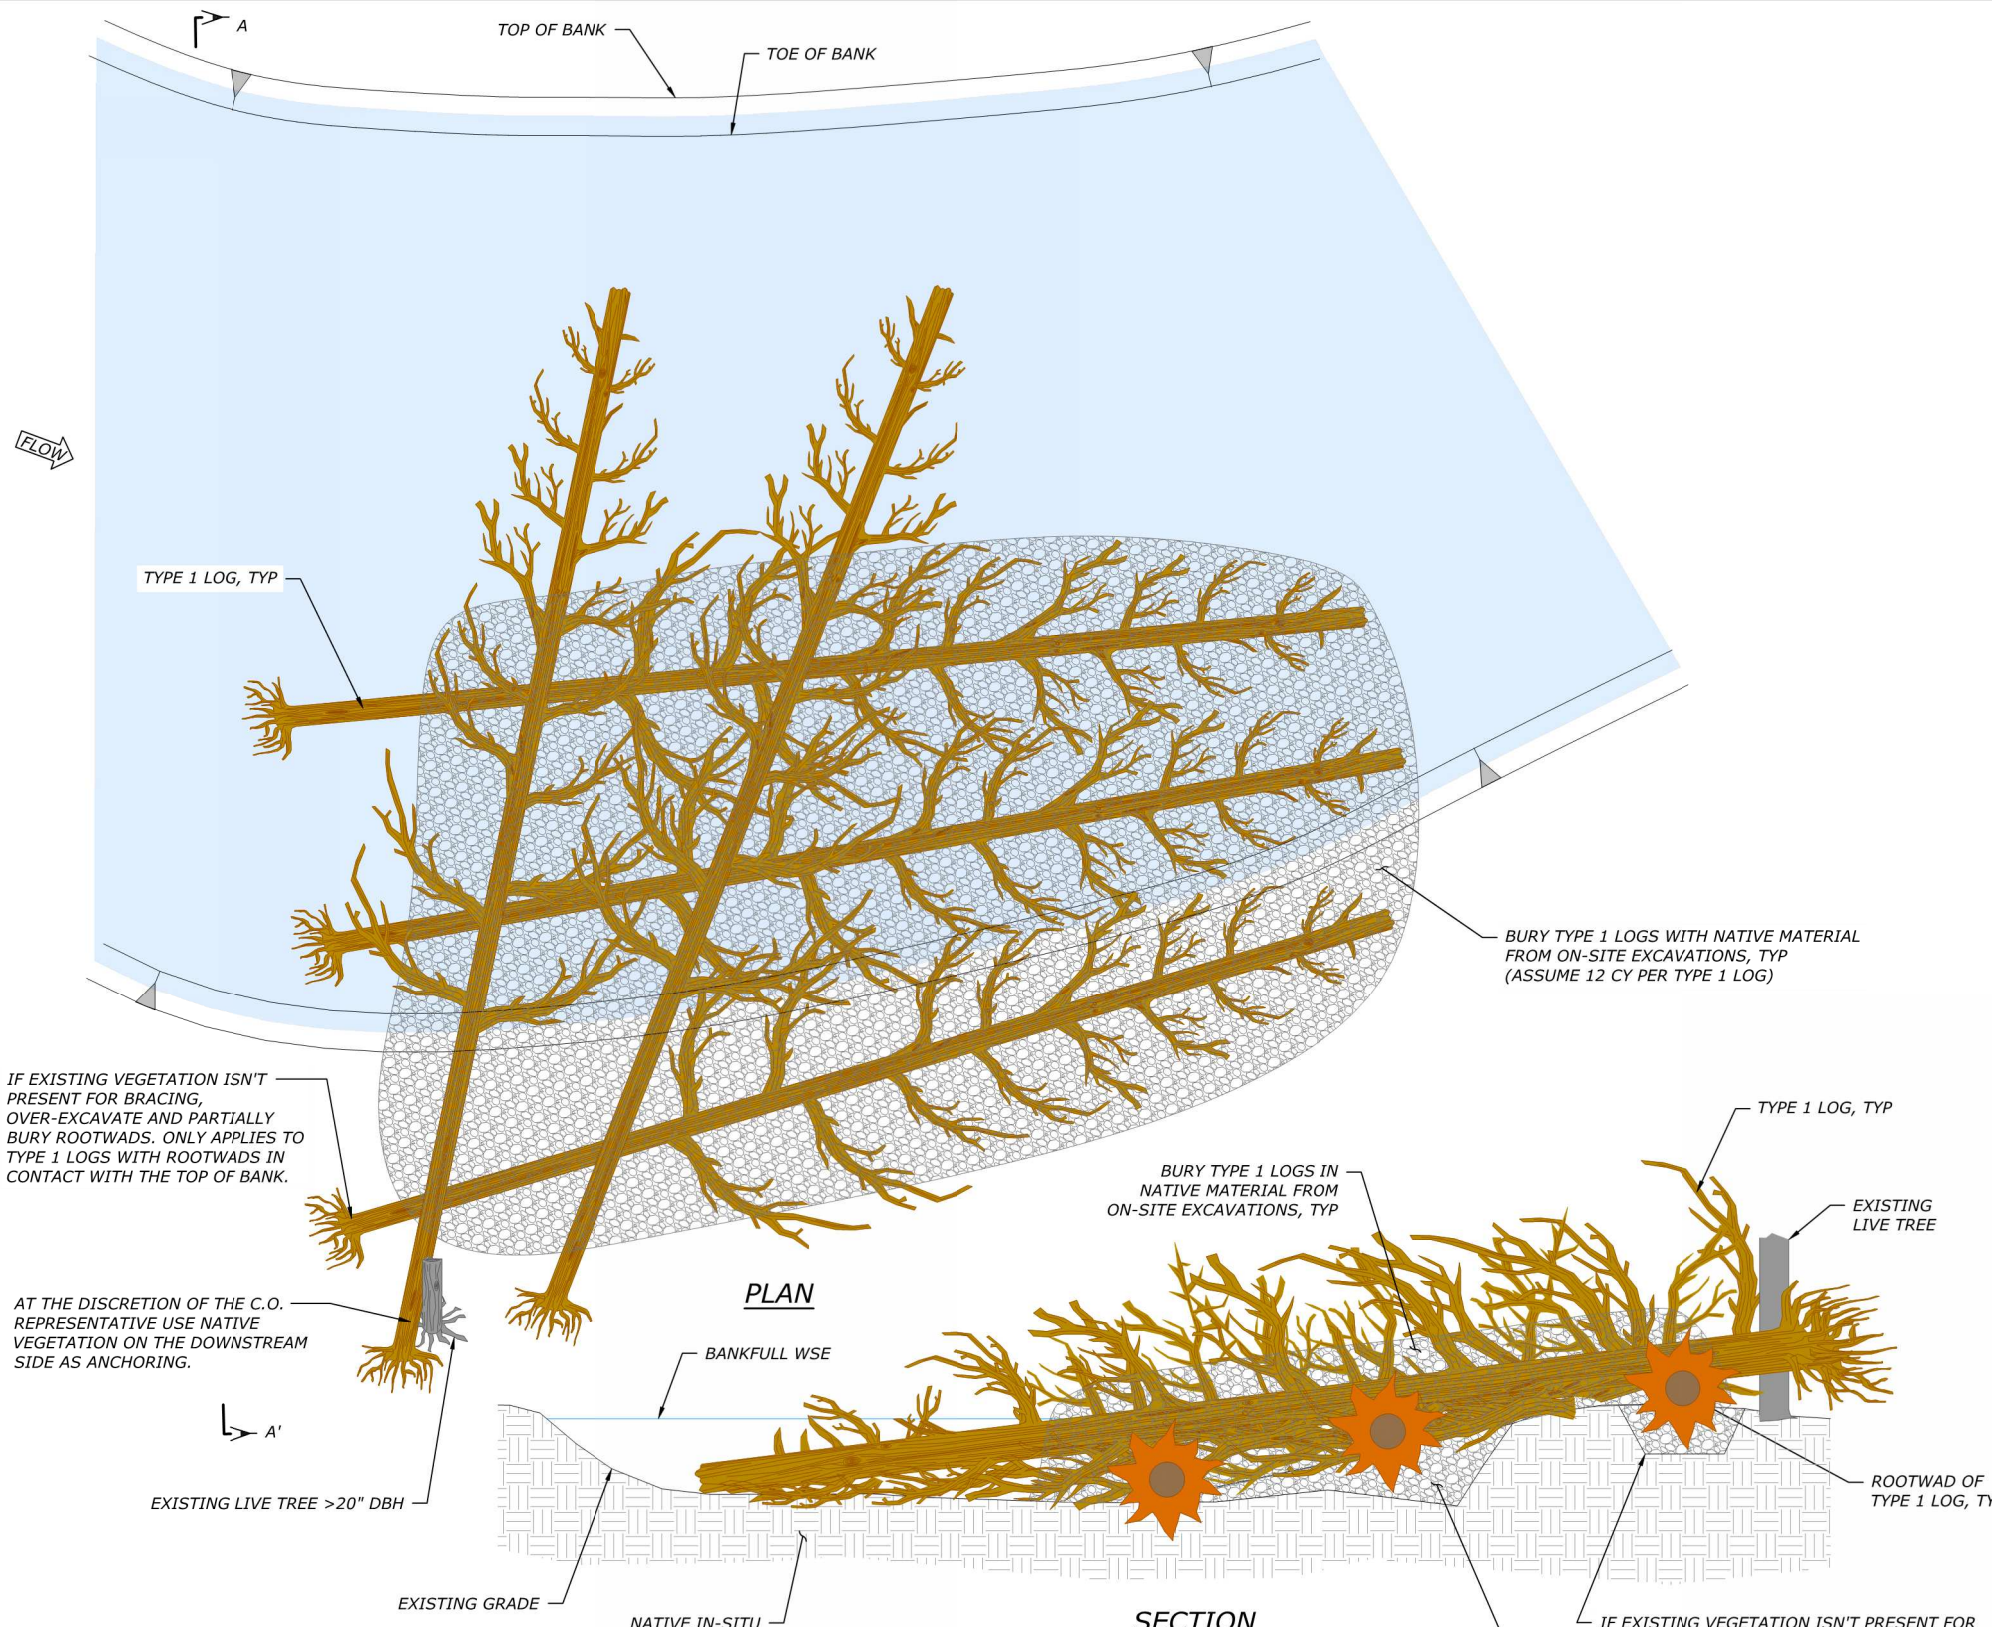 A
TOP OF BANK
TOE OF BANK
FLOW
TYPE 1 LOG, TYP
BURY TYPE 1 LOGS WITH NATIVE MATERIAL
FROM ON-SITE EXCAVATIONS, TYP
(ASSUME 12 CY PER TYPE 1 LOG)
IF EXISTING VEGETATION ISN'T
PRESENT FOR BRACING,
OVER-EXCAVATE AND PARTIALLY
BURY ROOTWADS. ONLY APPLIES TO
TYPE 1 LOGS WITH ROOTWADS IN
CONTACT WITH THE TOP OF BANK.
TYPE 1 LOG, TYP
BURY TYPE 1 LOGS IN
NATIVE MATERIAL FROM
ON-SITE EXCAVATIONS, TYP
EXISTING
LIVE TREE
PLAN
AT THE DISCRETION OF THE C.O.
REPRESENTATIVE USE NATIVE
VEGETATION ON THE DOWNSTREAM
SIDE AS ANCHORING.
BANKFULL WSE
A'
EXISTING LIVE TREE >20" DBH
ROOTWAD OF
TYPE 1 LOG, TY
EXISTING GRADE
NATIVE IN-SITU
SECTION
IF EXISTING VEGETATION ISN'T PRESENT FOR